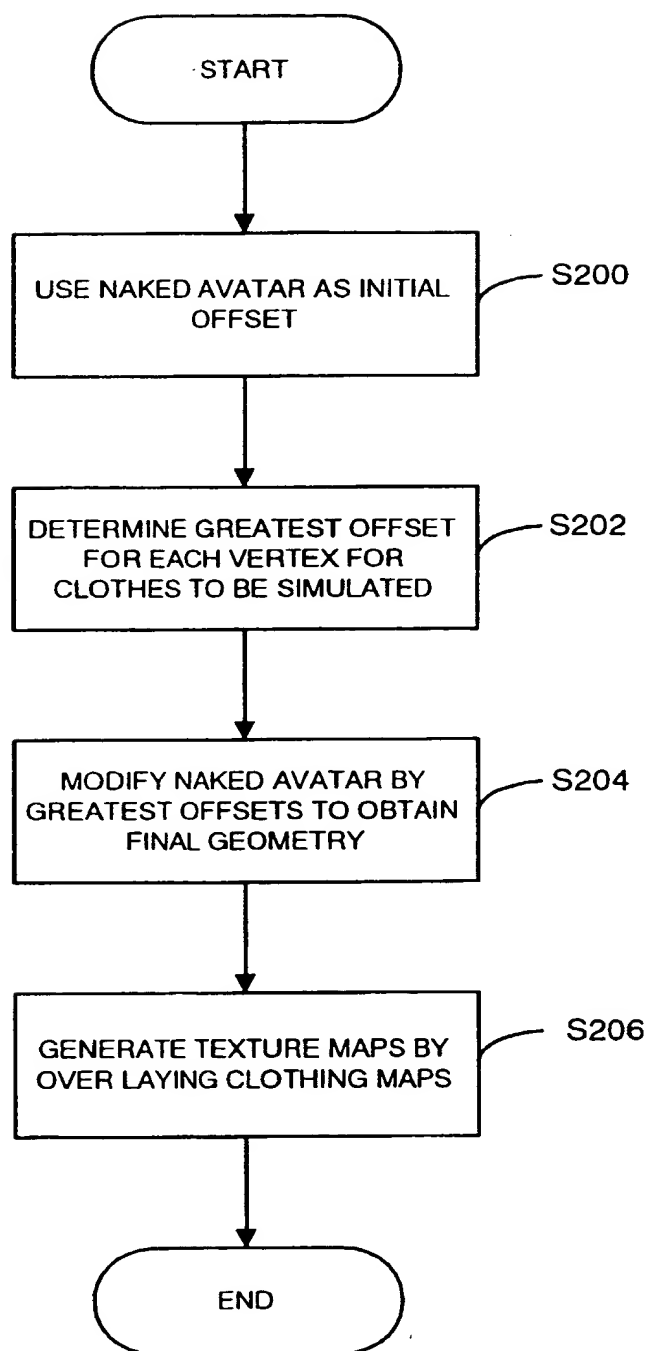 START
USE NAKED AVATAR AS INITIAL
OFFSET
S200
DETERMINE GREATEST OFFSET
FOR EACH VERTEX FOR
CLOTHES TO BE SIMULATED
S202
MODIFY NAKED AVATAR BY
GREATEST OFFSETS TO OBTAIN
FINAL GEOMETRY
S204
GENERATE TEXTURE MAPS BY
OVER LAYING CLOTHING MAPS
S206
END